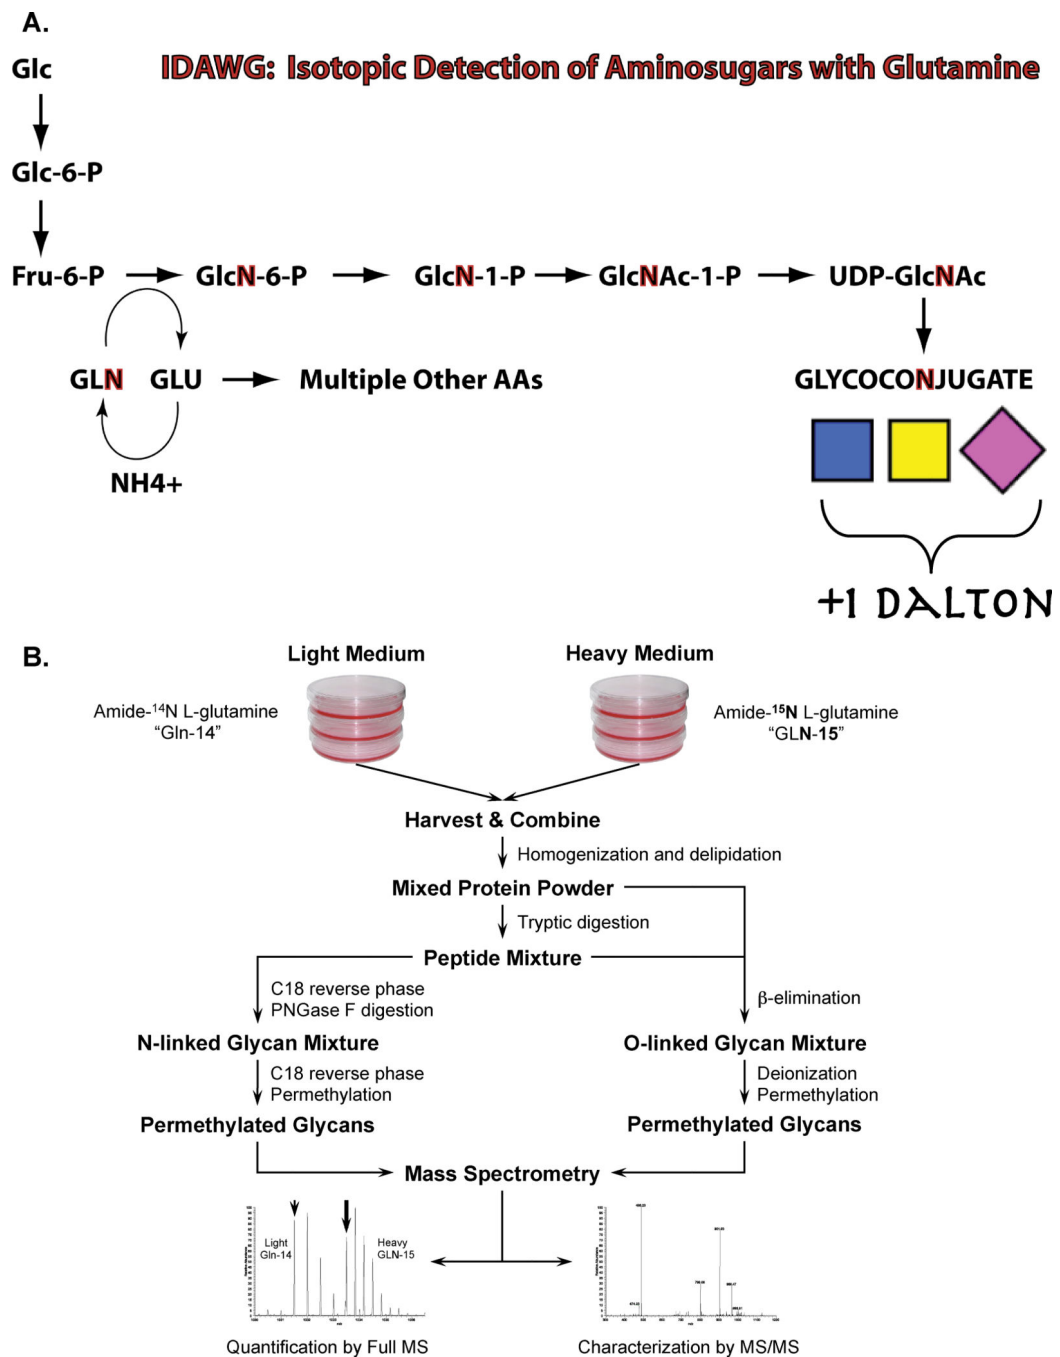 A.
IDAWG: Isotopic Detection of Aminosugars with Glutamine
Glc
Glc-6-P
Fru-6-P GlcN-6-P GlcN-1-P GlcNAc-1-P UDP-GlcNAc
GLN GLU Multiple Other AAs GLYCOCONJUGATE
NH4+
+1 DALTON
B.
Light Medium Heavy Medium
Amide-¹⁴N L-glutamine
"Gln-14"
Amide-¹⁵N L-glutamine
"GLN-15"
Harvest & Combine
Homogenization and delipidation
Mixed Protein Powder
Tryptic digestion
Peptide Mixture
C18 reverse phase
PNGase F digestion
β-elimination
N-linked Glycan Mixture O-linked Glycan Mixture
C18 reverse phase
Permethylation
Deionization
Permethylation
Permethylated Glycans Permethylated Glycans
Mass Spectrometry
Light
Gln-14
Heavy
GLN-15
Quantification by Full MS Characterization by MS/MS